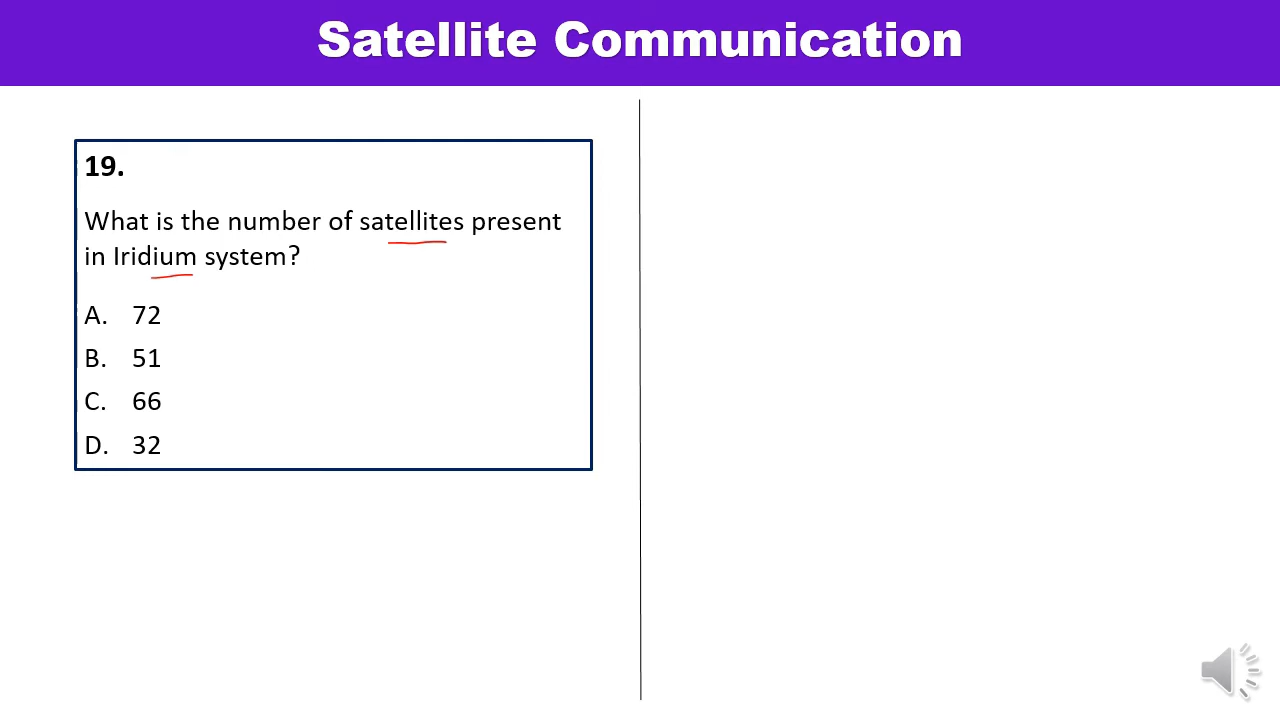 Satellite Communication
19.
What is the number of satellites present
in Iridium system?
A. 72
B. 51
C. 66
D. 32